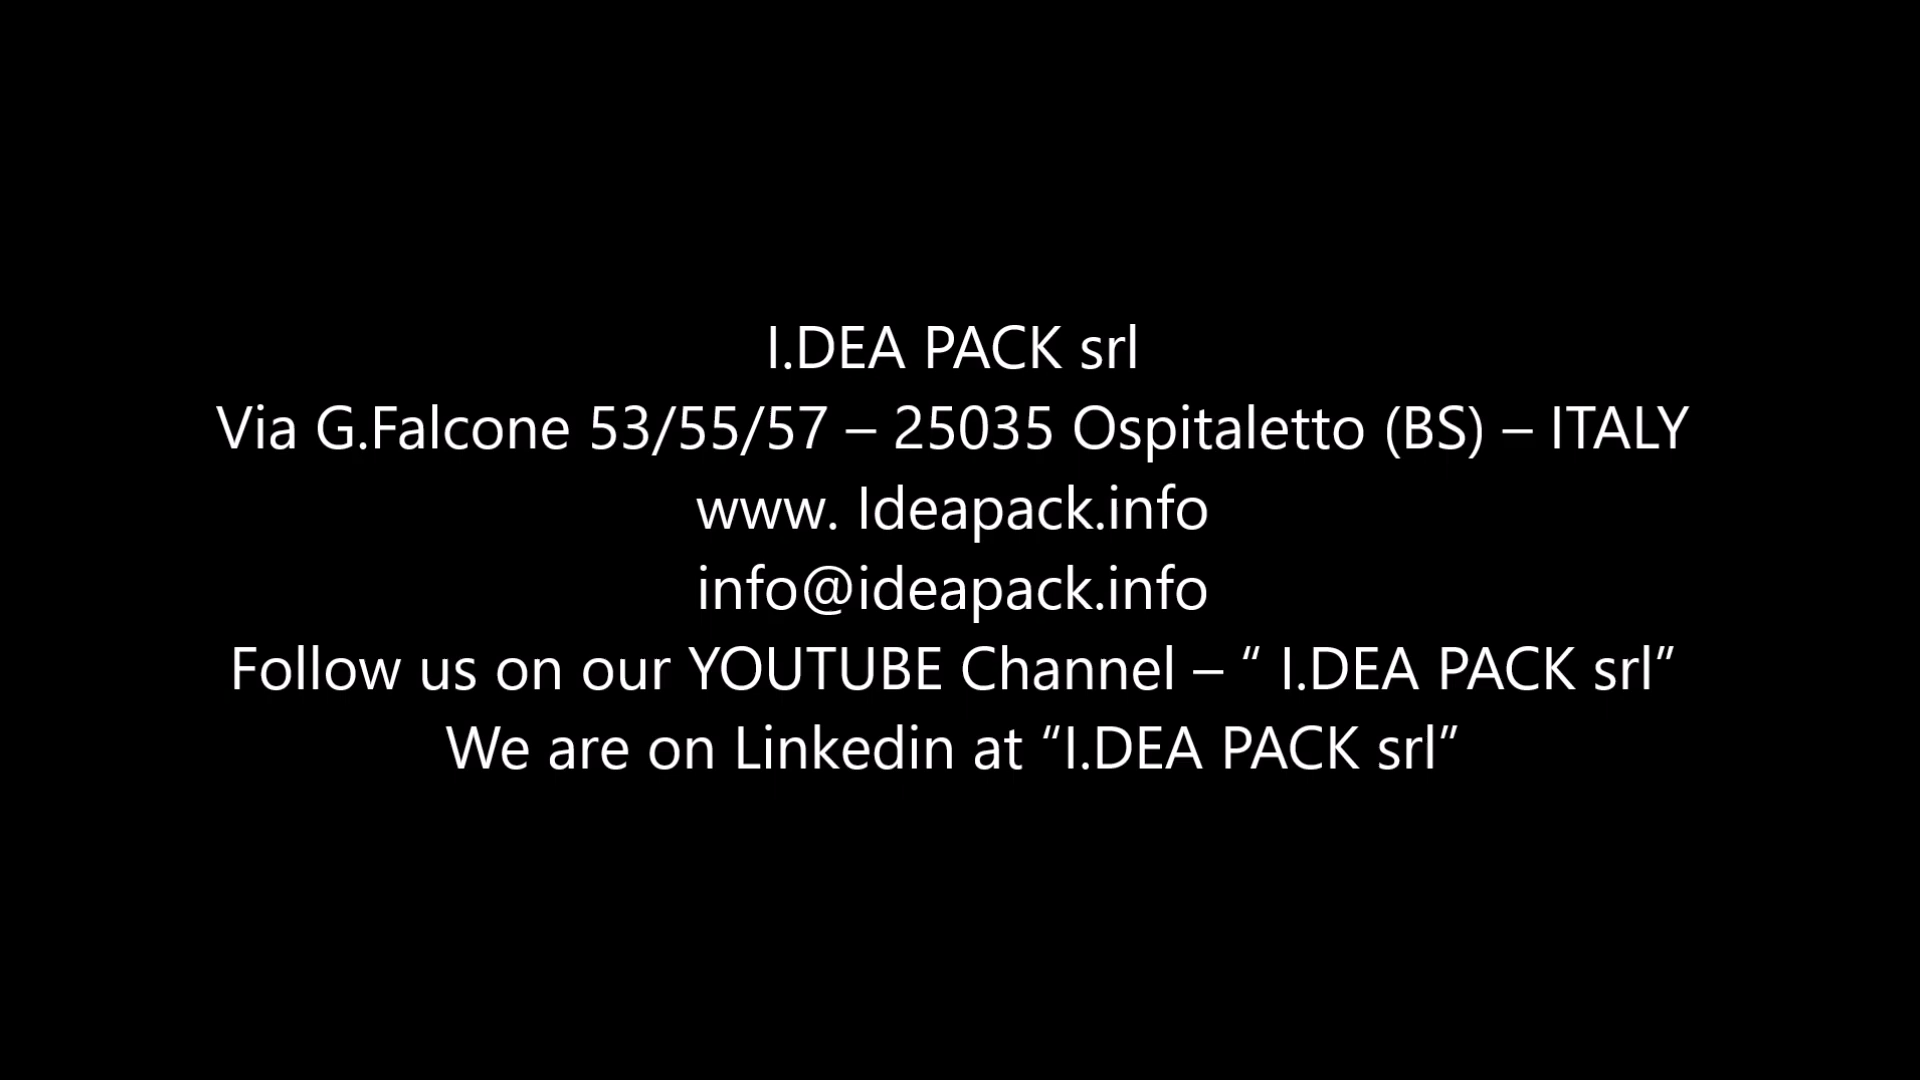 I.DEA PACK srl
Via G.Falcone 53/55/57 – 25035 Ospitaletto (BS) – ITALY
www. Ideapack.info
info@ideapack.info
Follow us on our YOUTUBE Channel – “ I.DEA PACK srl”
We are on Linkedin at “I.DEA PACK srl”